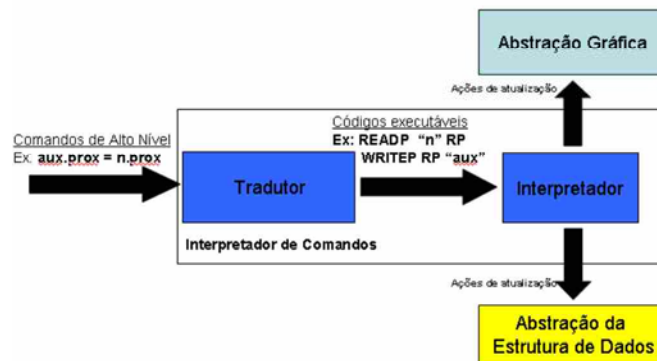 Abstração Gráfica
Ações de atualização
Comandos de Alto Nível
Ex. aux.prox = n.prox
Códigos executáveis
Ex: READP “n” RP
WRITEP RP “aux”
Tradutor
Interpretador
Interpretador de Comandos
Ações de atualização
Abstração da
Estrutura de Dados